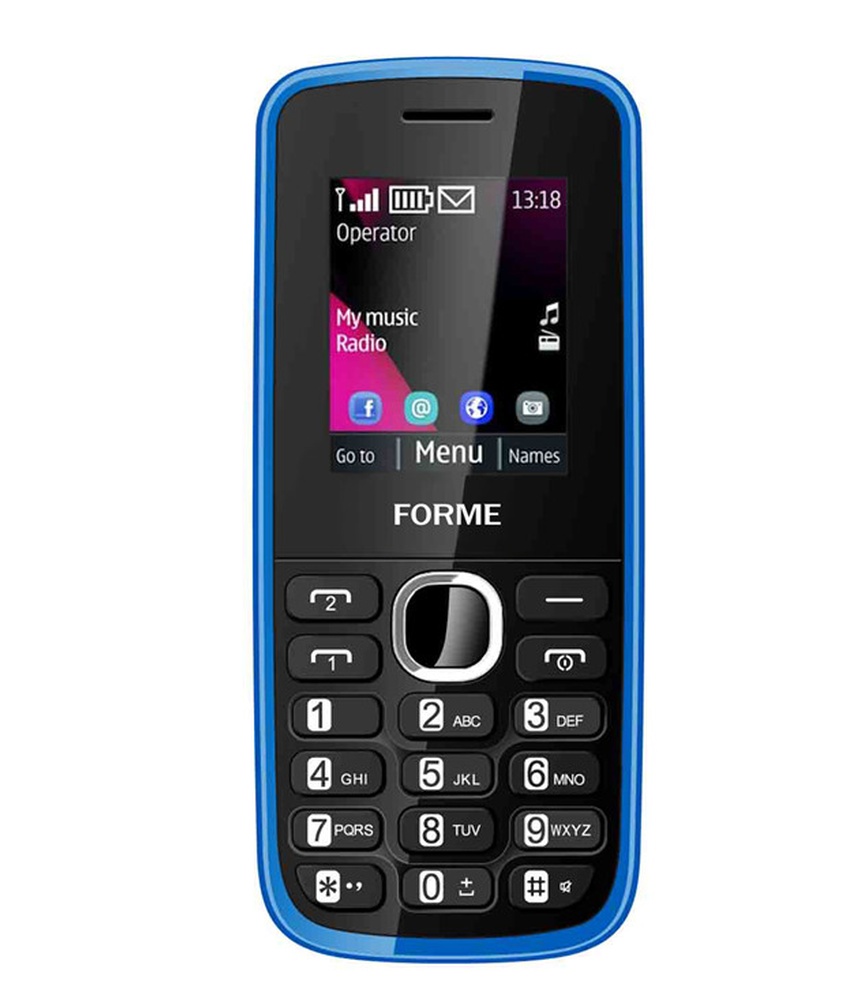 13:18
Operator
My music
Radio
f @
Go to Menu Names
FORME
2
1
1 2 ABC 3 DEF
4 GHI 5 JKL 6 MNO
7 PQRS 8 TUV 9 WXYZ
* ., 0 + #